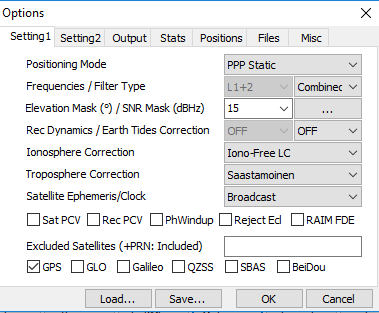 Options
Setting1 Setting2 Output Stats Positions Files Misc
Positioning Mode PPP Static
Frequencies / Filter Type L1+2 Combined
Elevation Mask (°) / SNR Mask (dBHz) 15 ...
Rec Dynamics / Earth Tides Correction OFF OFF
Ionosphere Correction Iono-Free LC
Troposphere Correction Saastamoinen
Satellite Ephemeris/Clock Broadcast
Sat PCV Rec PCV PhWindup Reject Ecl RAIM FDE
Excluded Satellites (+PRN: Included)
GPS GLO Galileo QZSS SBAS BeiDou
Load... Save... OK Cancel